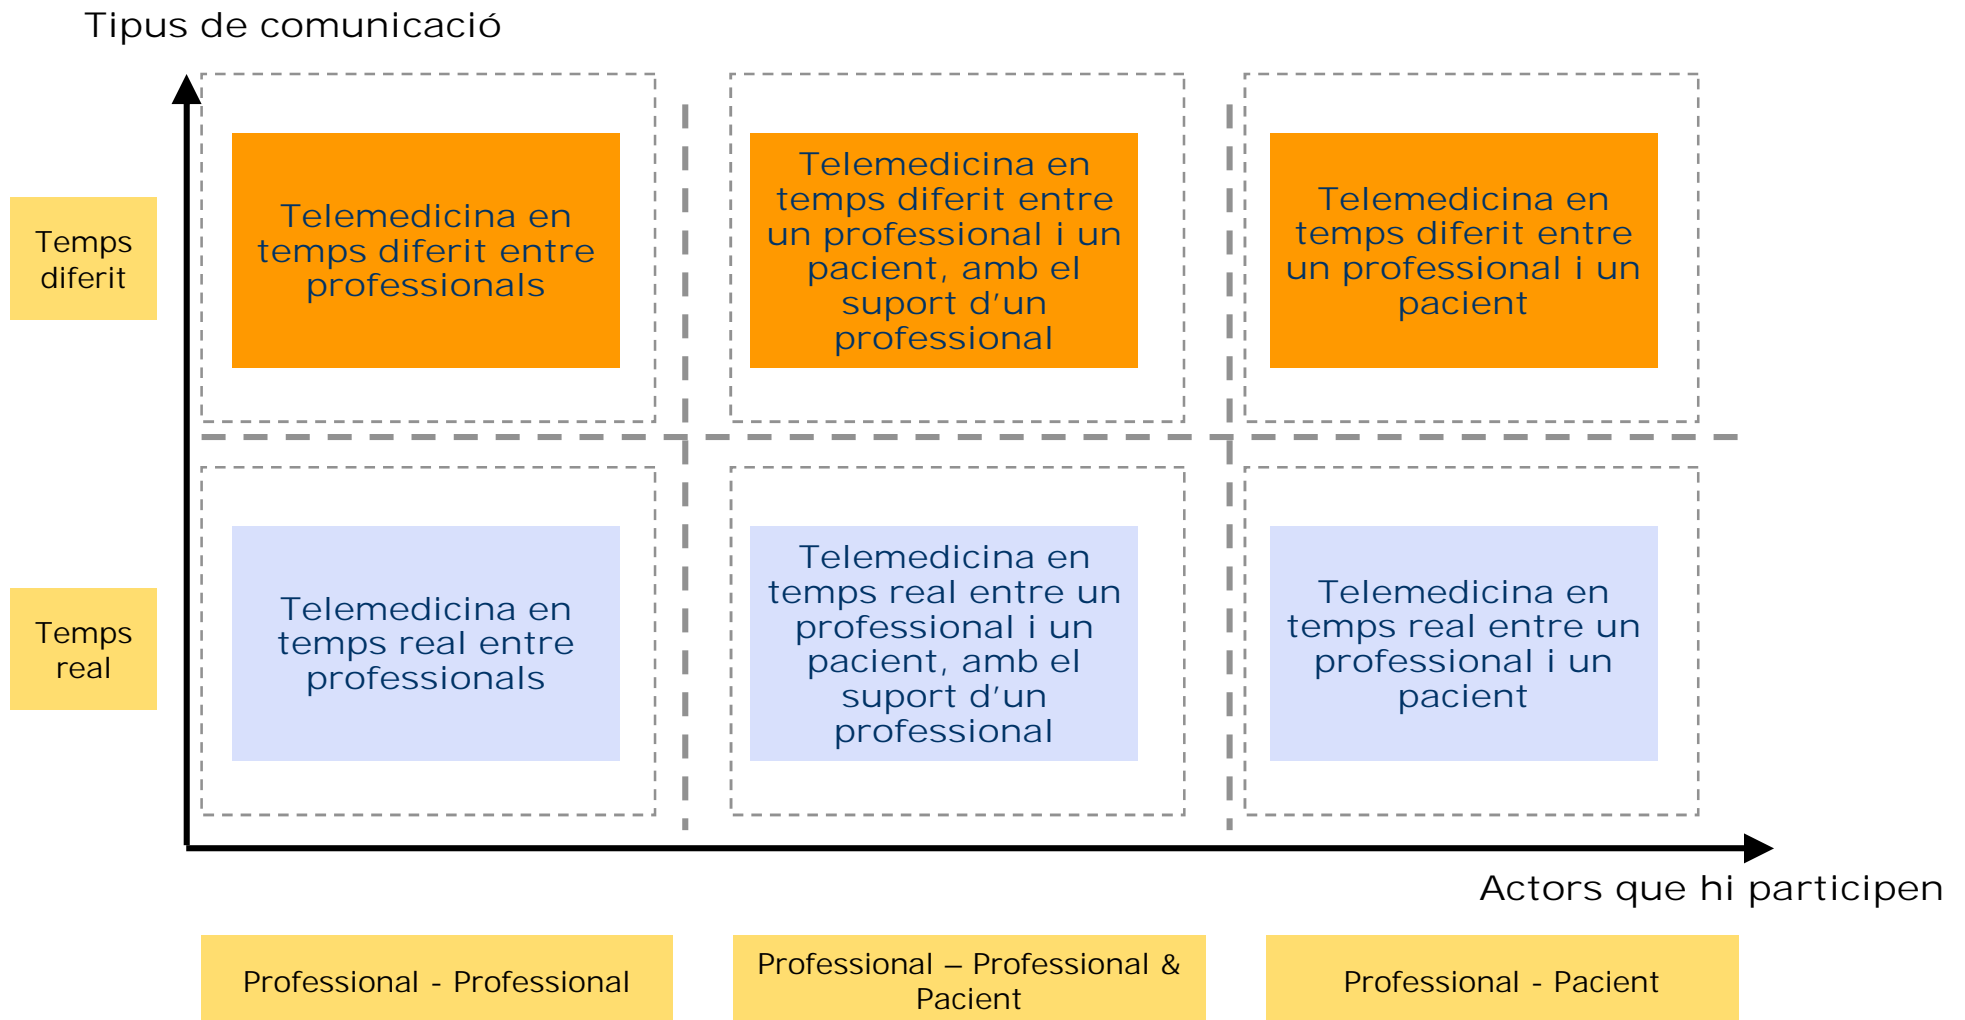 Tipus de comunicació
Temps
diferit
Telemedicina en
temps diferit entre
professionals
Telemedicina en
temps diferit entre
un professional i un
pacient, amb el
suport d’un
professional
Telemedicina en
temps diferit entre
un professional i un
pacient
Temps
real
Telemedicina en
temps real entre
professionals
Telemedicina en
temps real entre un
professional i un
pacient, amb el
suport d’un
professional
Telemedicina en
temps real entre un
professional i un
pacient
Actors que hi participen
Professional - Professional
Professional – Professional &
Pacient
Professional - Pacient